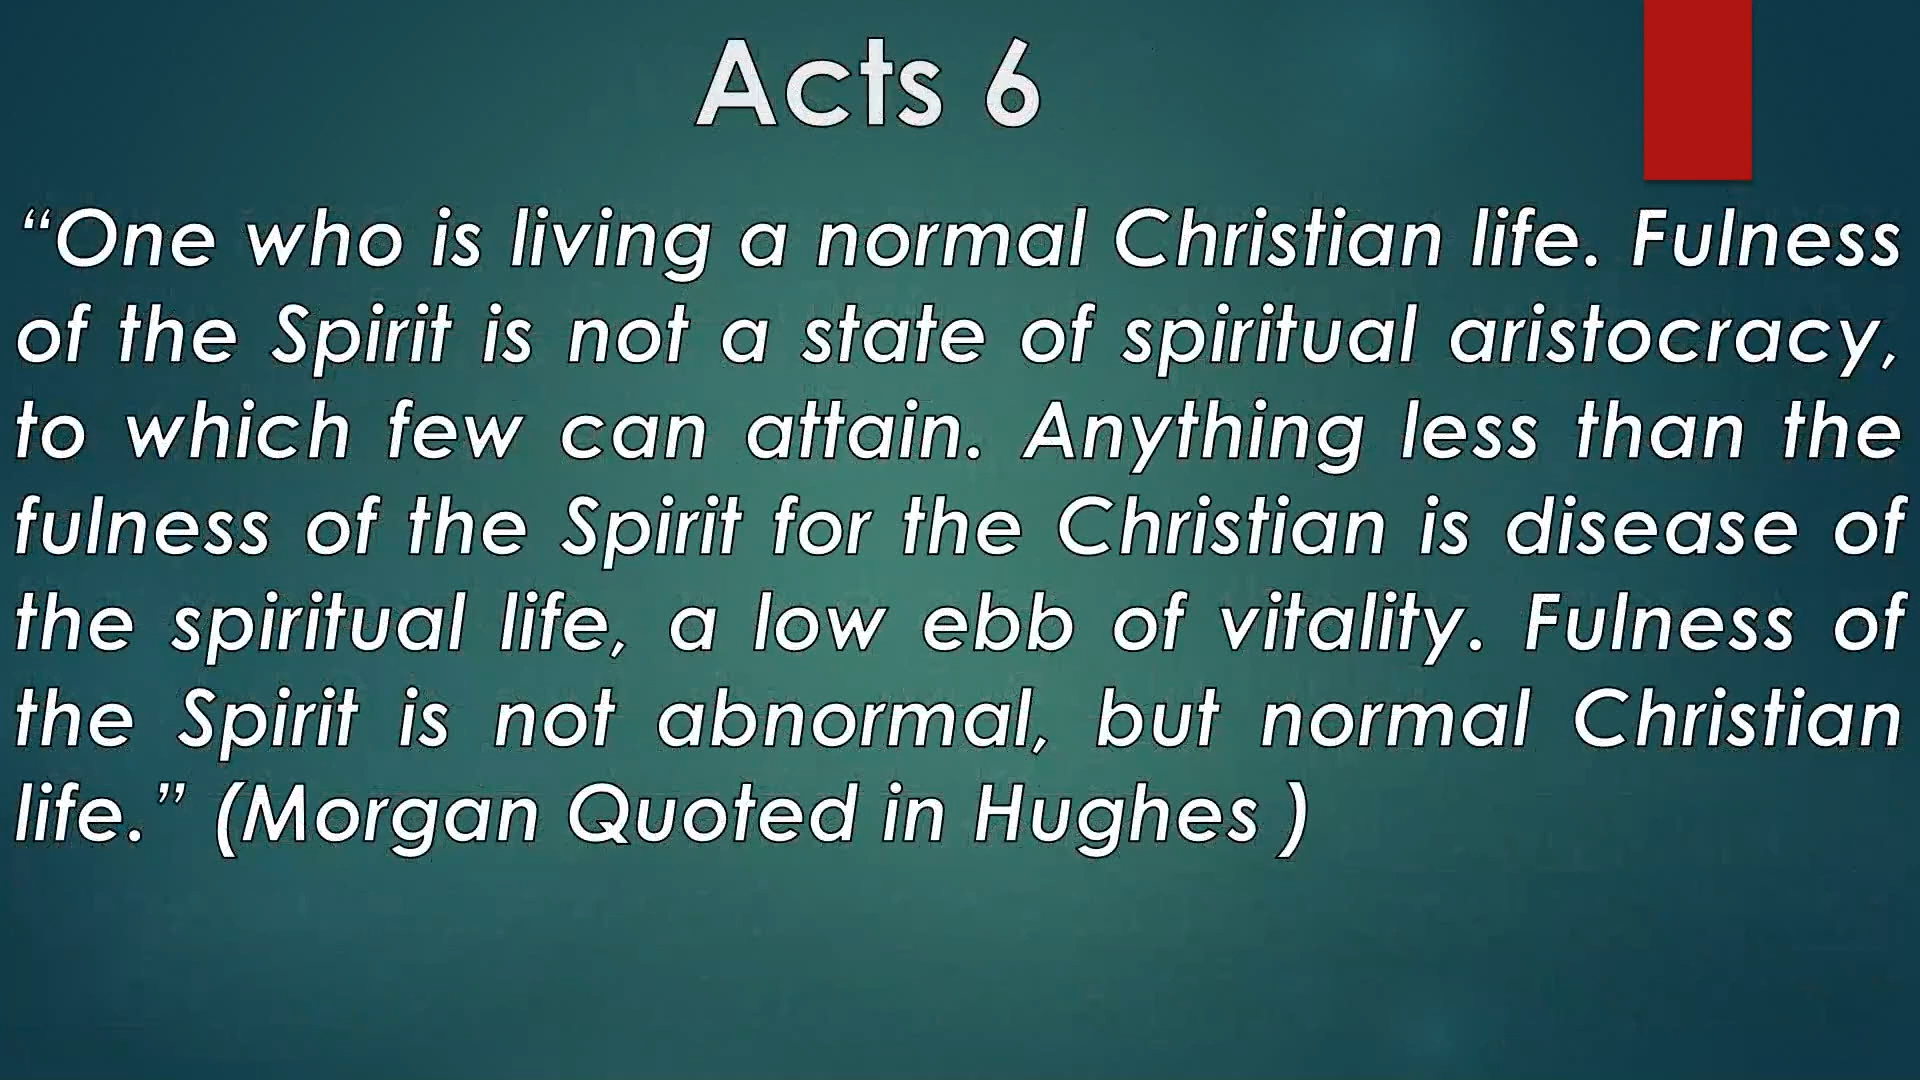 Acts 6
“One who is living a normal Christian life. Fulness
of the Spirit is not a state of spiritual aristocracy,
to which few can attain. Anything less than the
fulness of the Spirit for the Christian is disease of
the spiritual life, a low ebb of vitality. Fulness of
the Spirit is not abnormal, but normal Christian
life.” (Morgan Quoted in Hughes )